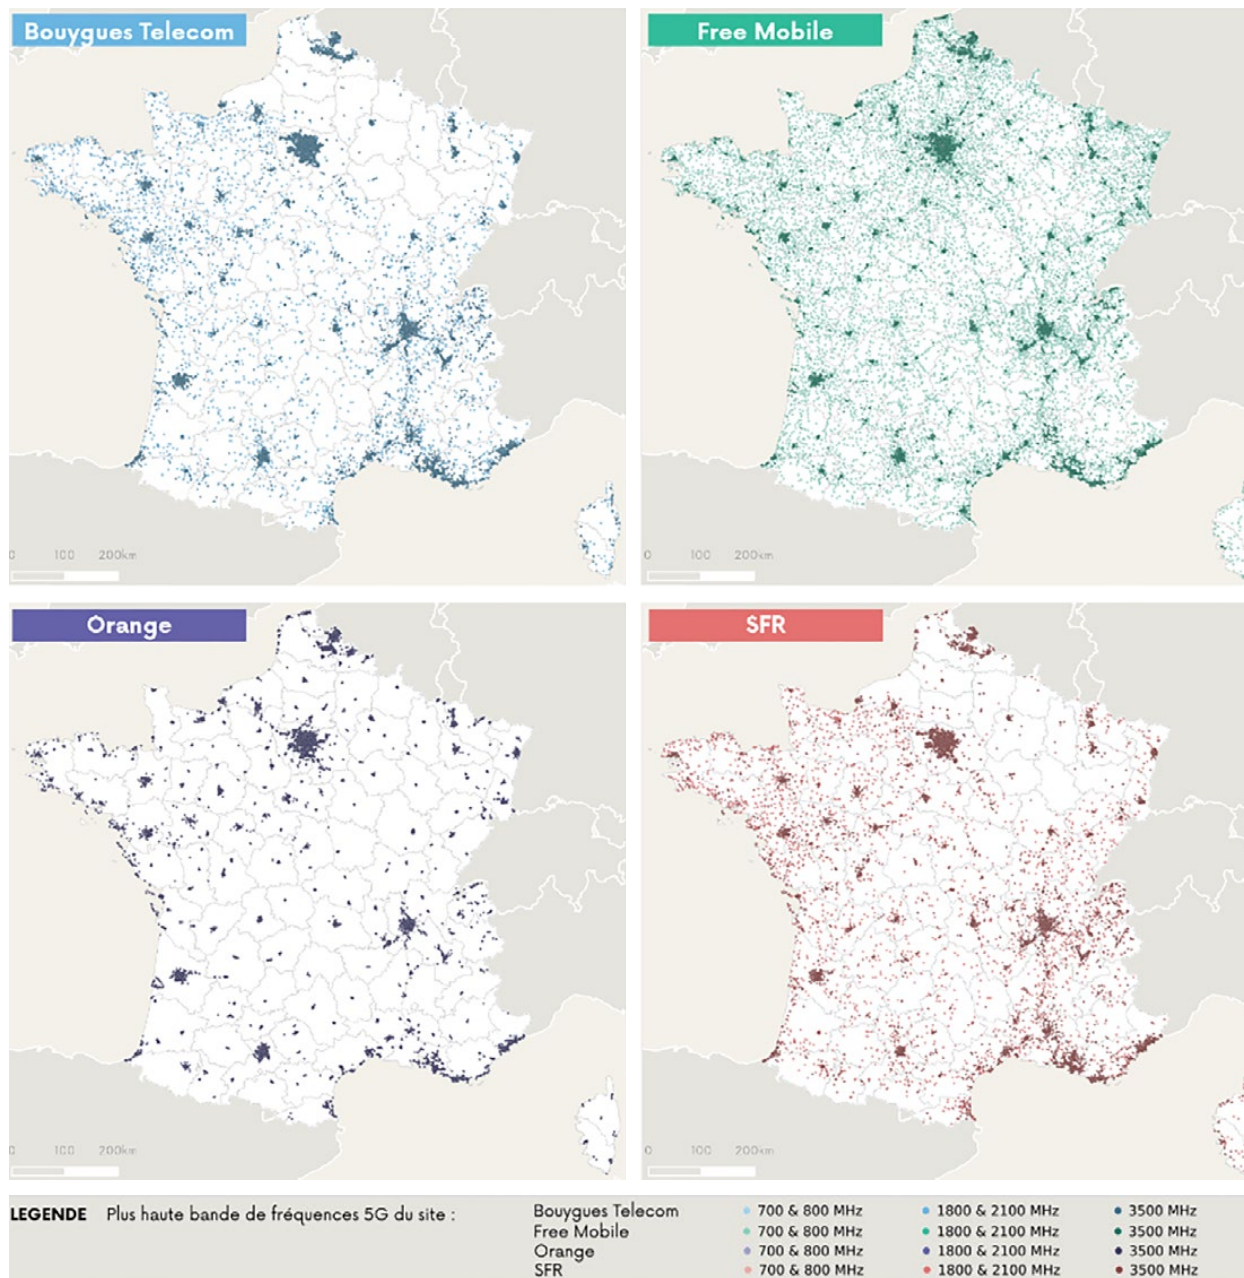 Bouygues Telecom
Free Mobile
0 100 200km
0 100 200km
Orange
SFR
0 100 200km
0 100 200km
LEGENDE Plus haute bande de fréquences 5G du site :
Bouygues Telecom 700 & 800 MHz 1800 & 2100 MHz 3500 MHz
Free Mobile 700 & 800 MHz 1800 & 2100 MHz 3500 MHz
Orange 700 & 800 MHz 1800 & 2100 MHz 3500 MHz
SFR 700 & 800 MHz 1800 & 2100 MHz 3500 MHz